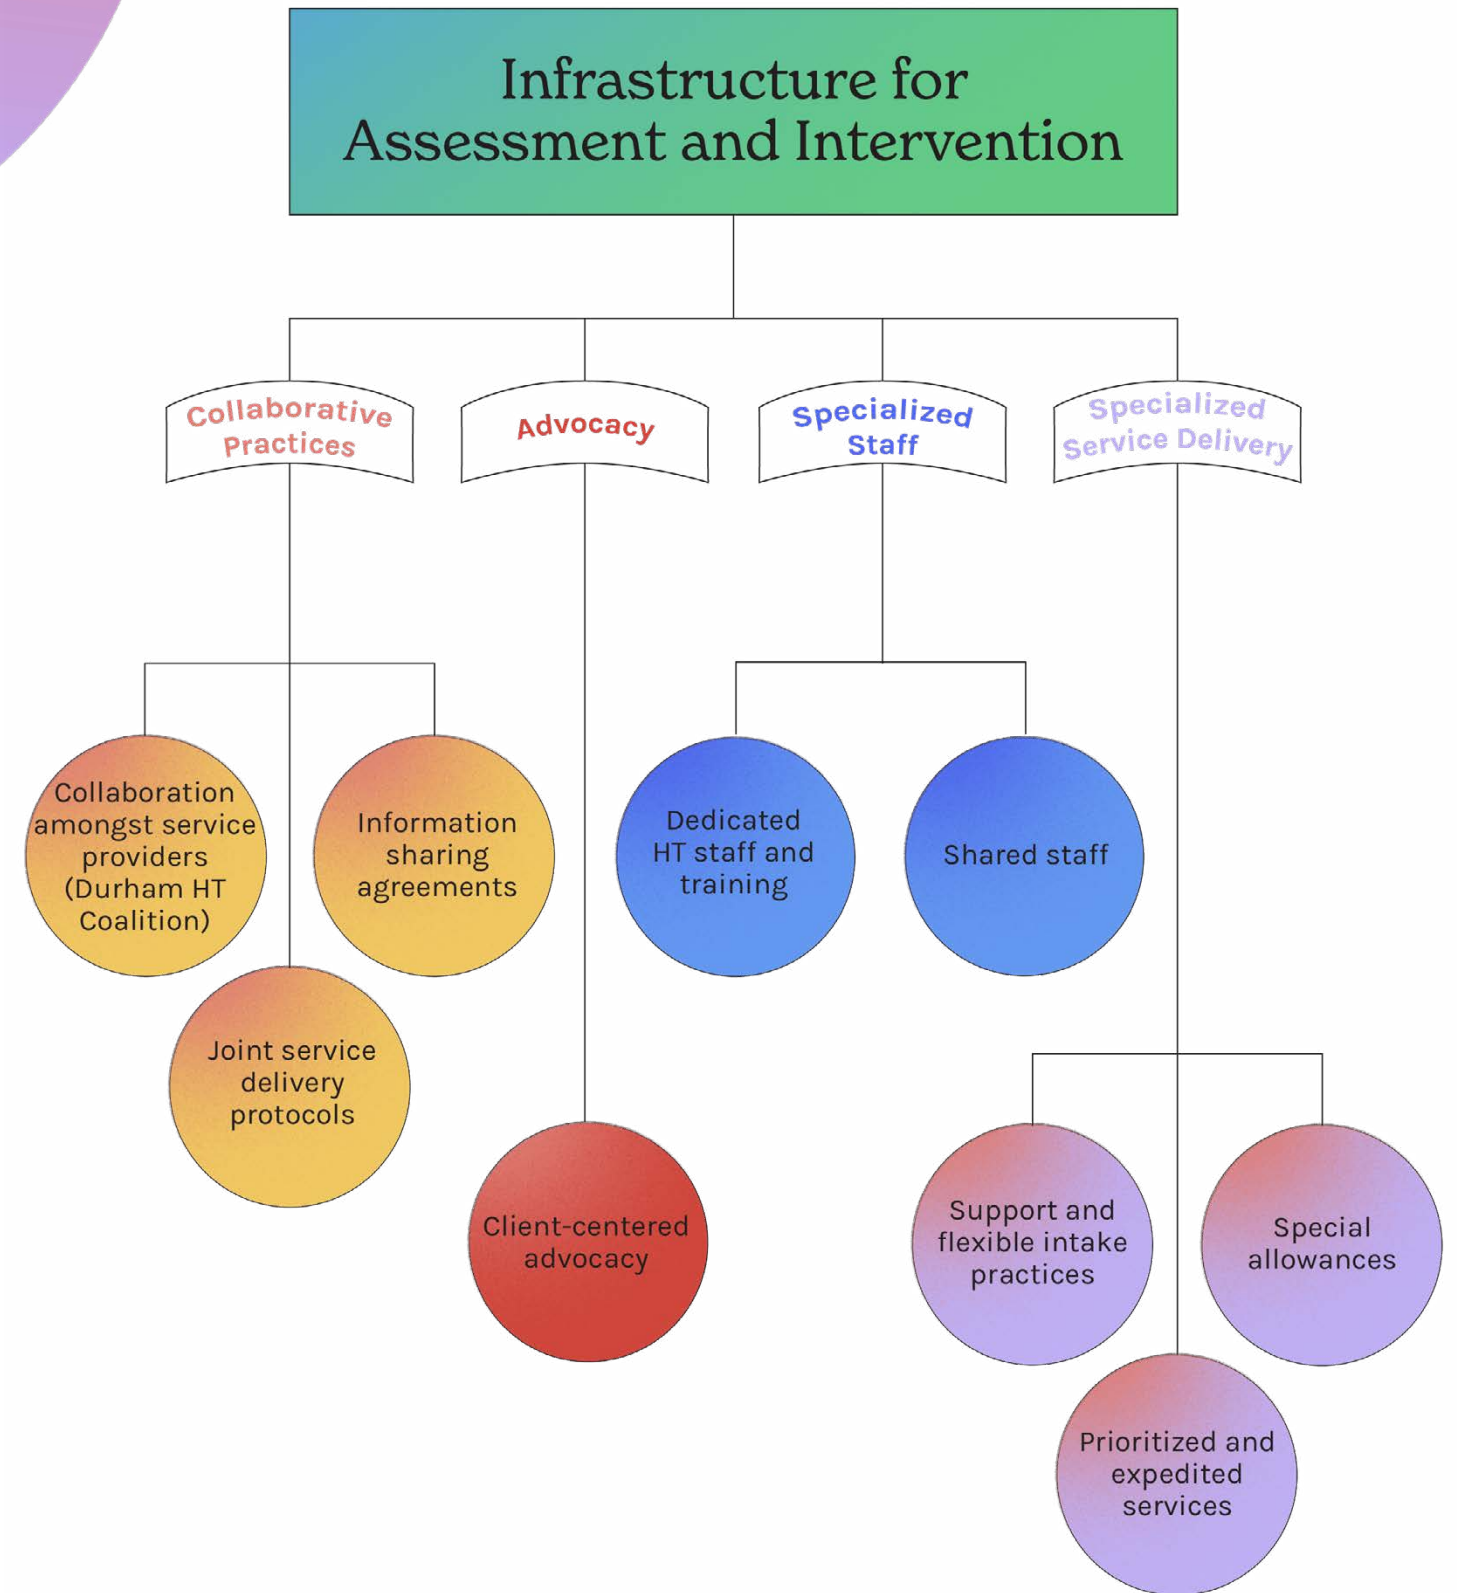 Infrastructure for
Assessment and Intervention
Collaborative
Practices
Advocacy
Specialized
Staff
Specialized
Service Delivery
Collaboration
amongst service
providers
(Durham HT
Coalition)
Information
sharing
agreements
Joint service
delivery
protocols
Client-centered
advocacy
Dedicated
HT staff and
training
Shared staff
Support and
flexible intake
practices
Special
allowances
Prioritized and
expedited
services